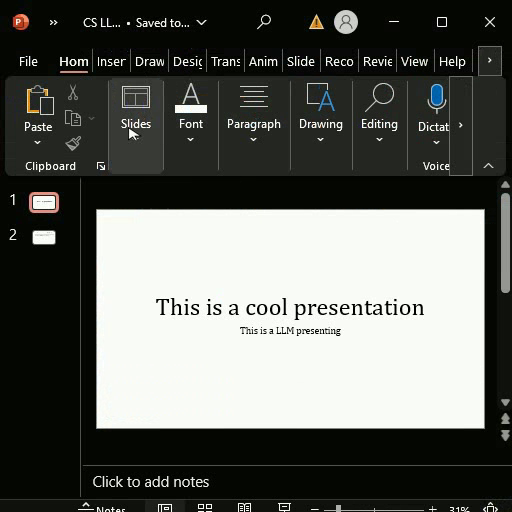 CS LL... • Saved to...
File Hom Inser Draw Desig Trans Anim Slide Reco Revie View Help
Paste Slides Font Paragraph Drawing Editing Dictat
Clipboard Voice
1
2
This is a cool presentation
This is a LLM presenting
Click to add notes
Notes 31%